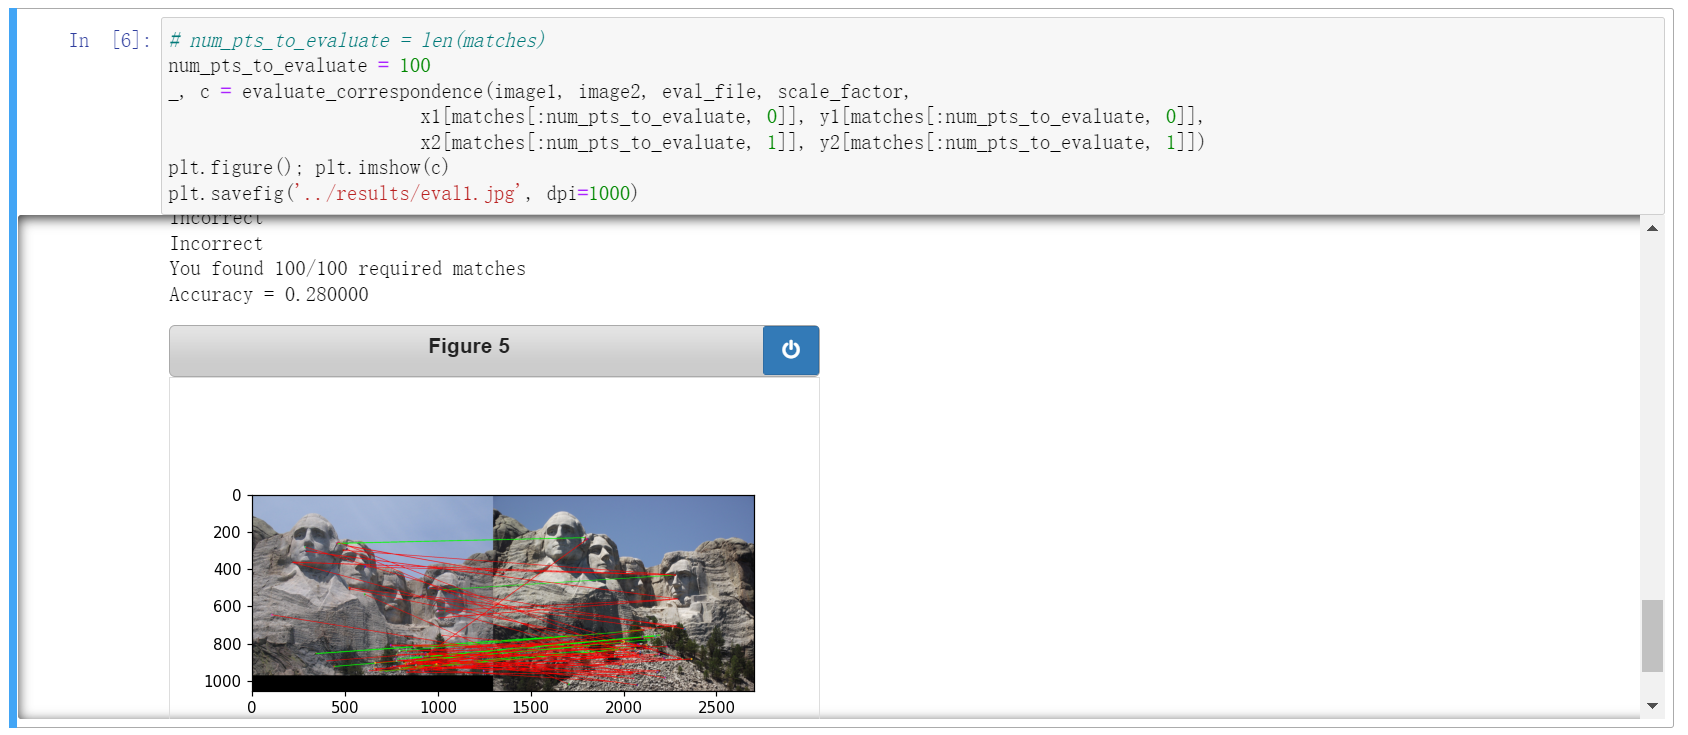 In [6]:
# num_pts_to_evaluate = len(matches)
num_pts_to_evaluate = 100
_, c = evaluate_correspondence(image1, image2, eval_file, scale_factor,
x1[matches[:num_pts_to_evaluate, 0]], y1[matches[:num_pts_to_evaluate, 0]],
x2[matches[:num_pts_to_evaluate, 1]], y2[matches[:num_pts_to_evaluate, 1]])
plt.figure(); plt.imshow(c)
plt.savefig('../results/eval1.jpg', dpi=1000)
Incorrect
Incorrect
You found 100/100 required matches
Accuracy = 0.280000
Figure 5
0
200
400
600
800
1000
0 500 1000 1500 2000 2500